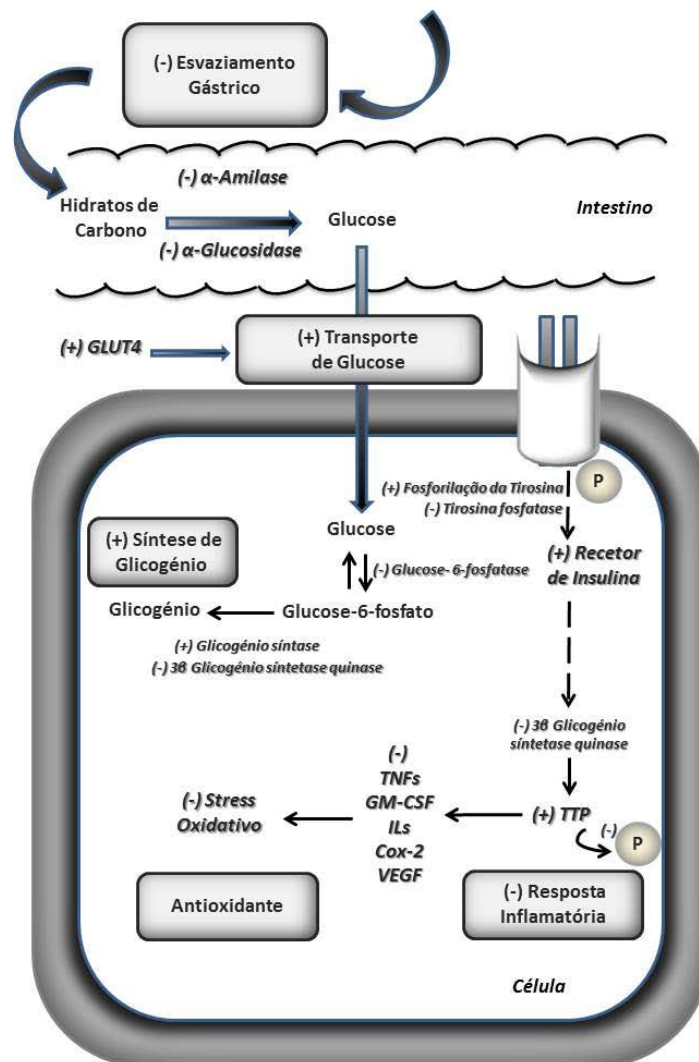 (-) Esvaziamento
Gástrico
(-) α-Amilase
Hidratos de
Carbono
Glucose
Intestino
(-) α-Glucosidase
(+) GLUT4
(+) Transporte
de Glucose
P
(+) Fosforilação da Tirosina
(-) Tirosina fosfatase
(+) Síntese de
Glicogénio
Glucose
(-) Glucose- 6-fosfatase
(+) Recetor
de Insulina
Glicogénio
Glucose-6-fosfato
(+) Glicogénio síntase
(-) 3β Glicogénio síntetase quinase
(-) 3β Glicogénio
síntetase quinase
(-)
TNFs
GM-CSF
ILs
Cox-2
VEGF
(-) Stress
Oxidativo
(+) TTP
(-)
P
Antioxidante
(-) Resposta
Inflamatória
Célula